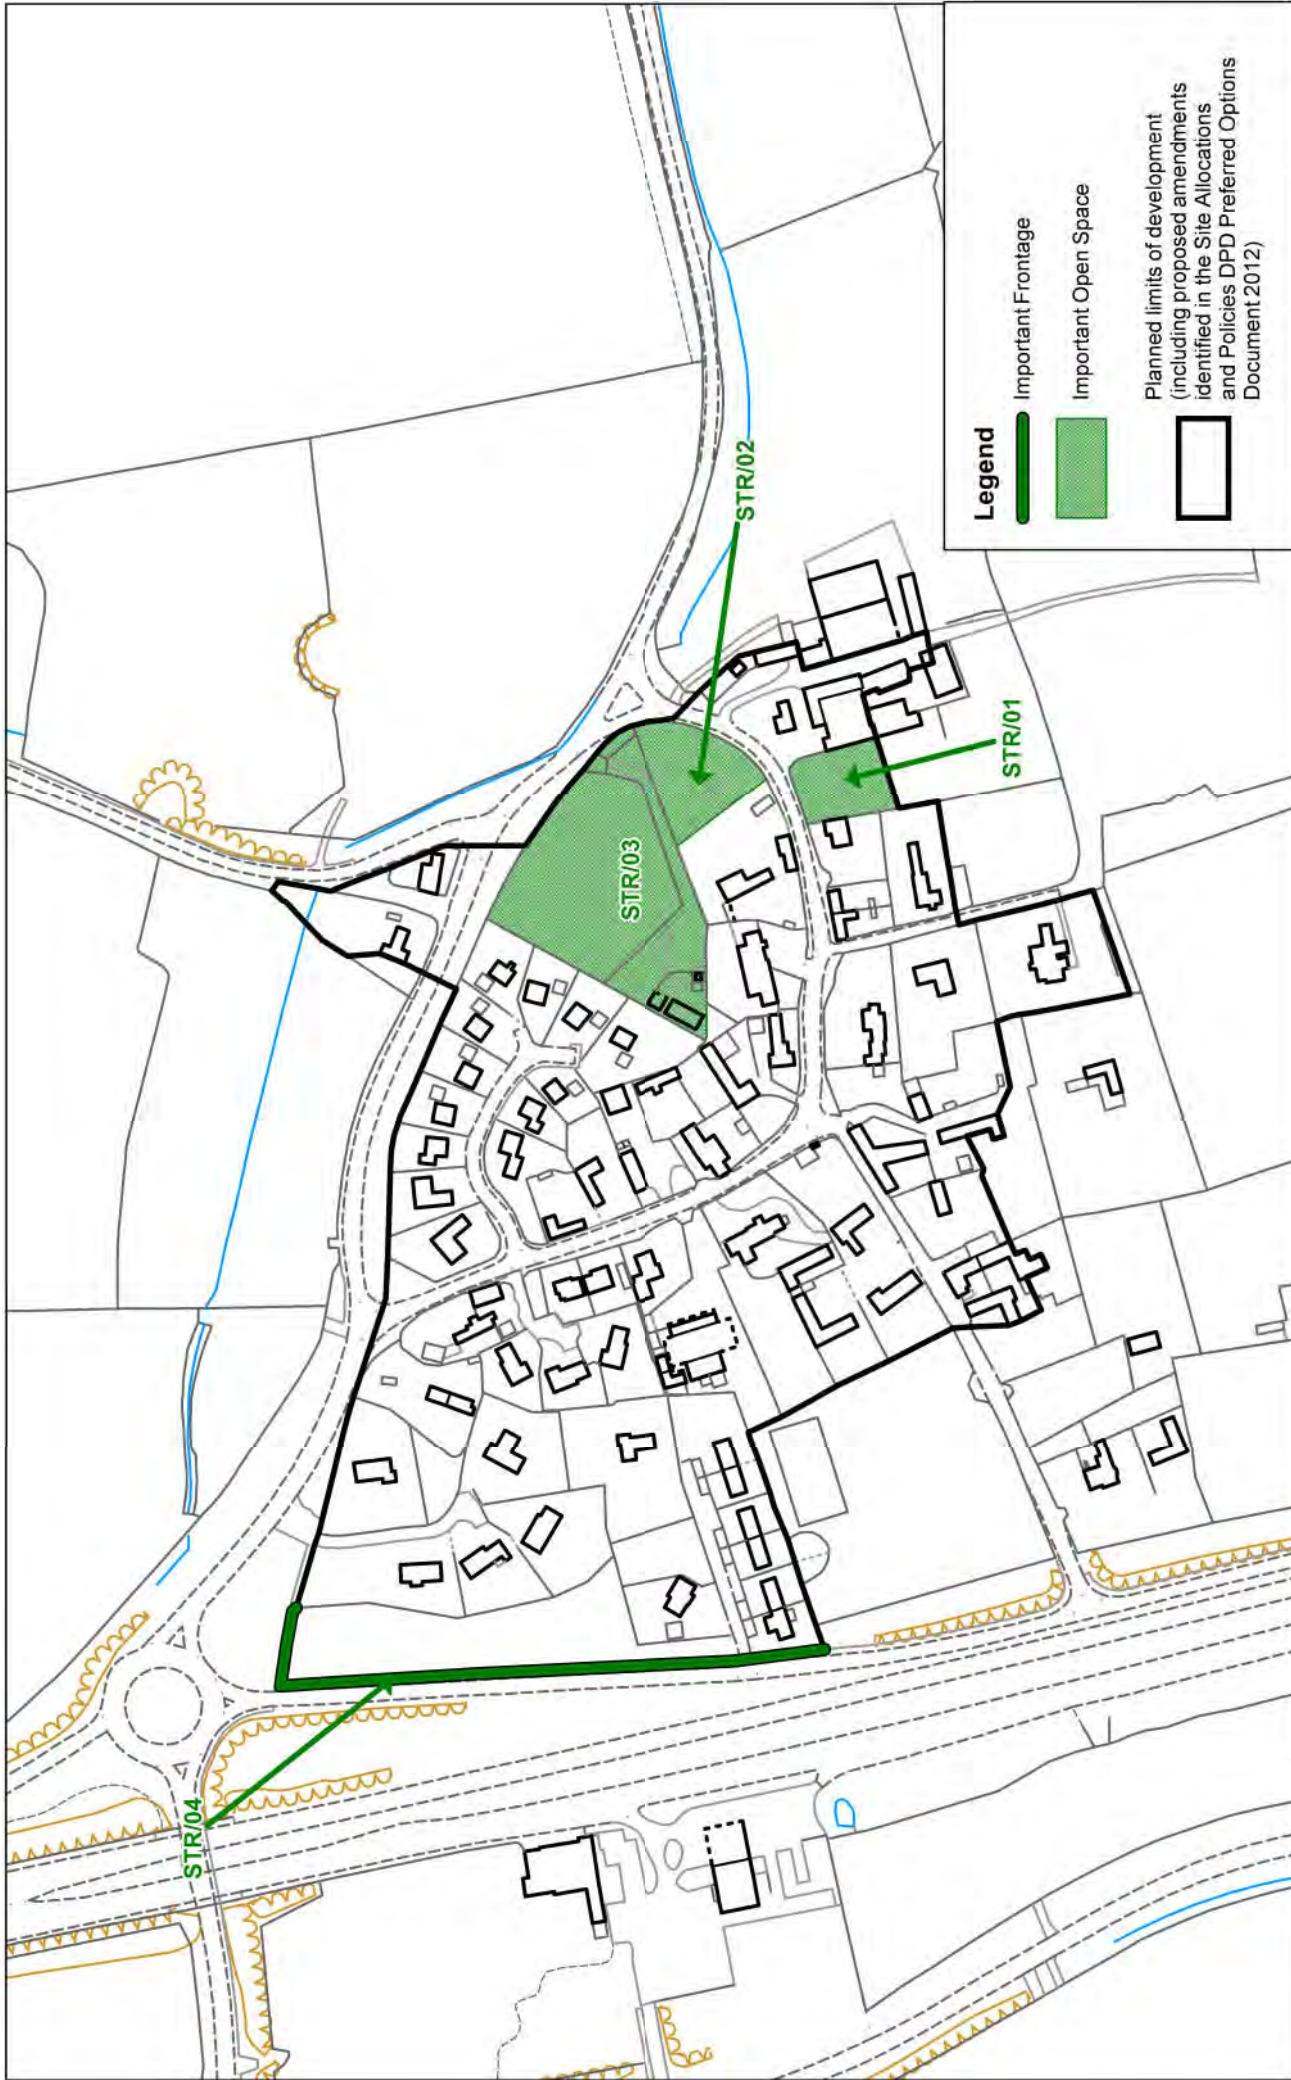 STR/04
STR/03
STR/02
STR/01
Legend
Important Frontage
Important Open Space
Planned limits of development
(including proposed amendments
identified in the Site Allocations
and Policies DPD Preferred Options
Document 2012)